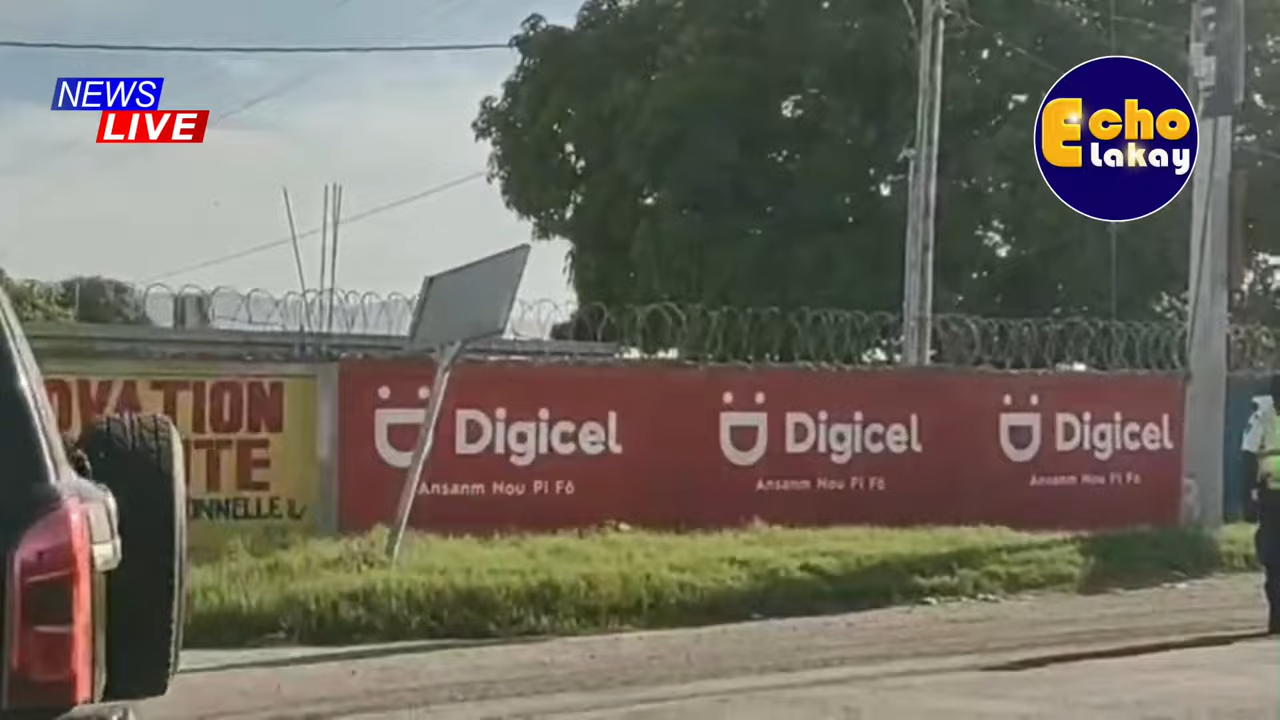 NEWS
LIVE
Echo
Lakay
OVATION
ITE
ONNELLE L
Digicel
Ansanm Nou Pi Fò
Digicel
Ansanm Nou Pi Fò
Digicel
Ansanm Nou Pi Fò